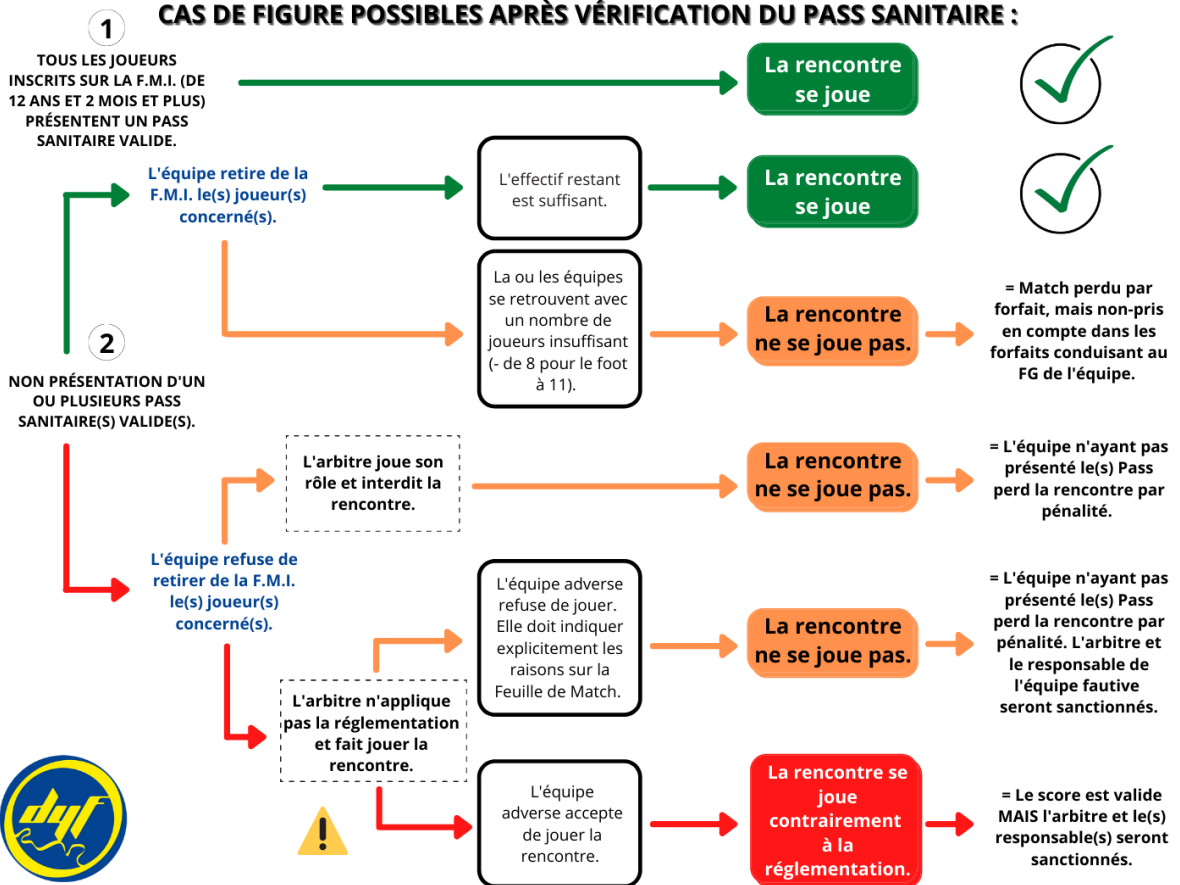 CAS DE FIGURE POSSIBLES APRÈS VÉRIFICATION DU PASS SANITAIRE :
1
TOUS LES JOUEURS
INSCRITS SUR LA F.M.I. (DE
12 ANS ET 2 MOIS ET PLUS)
PRÉSENTENT UN PASS
SANITAIRE VALIDE.
La rencontre
se joue
L'équipe retire de la
F.M.I. le(s) joueur(s)
concerné(s).
L'effectif restant
est suffisant.
La rencontre
se joue
La ou les équipes
se retrouvent avec
un nombre de
joueurs insuffisant
(- de 8 pour le foot
à 11).
La rencontre
ne se joue pas.
= Match perdu par
forfait, mais non-pris
en compte dans les
forfaits conduisant au
FG de l'équipe.
2
NON PRÉSENTATION D'UN
OU PLUSIEURS PASS
SANITAIRE(S) VALIDE(S).
L'arbitre joue son
rôle et interdit la
rencontre.
La rencontre
ne se joue pas.
= L'équipe n'ayant pas
présenté le(s) Pass
perd la rencontre par
pénalité.
L'équipe refuse de
retirer de la F.M.I.
le(s) joueur(s)
concerné(s).
L'équipe adverse
refuse de jouer.
Elle doit indiquer
explicitement les
raisons sur la
Feuille de Match.
La rencontre
ne se joue pas.
= L'équipe n'ayant pas
présenté le(s) Pass
perd la rencontre par
pénalité. L'arbitre et
le responsable de
l'équipe fautive
seront sanctionnés.
L'arbitre n'applique
pas la réglementation
et fait jouer la
rencontre.
L'équipe
adverse accepte
de jouer la
rencontre.
La rencontre se
joue
contrairement
à la
réglementation.
= Le score est valide
MAIS l'arbitre et le(s)
responsable(s) seront
sanctionnés.
dyf